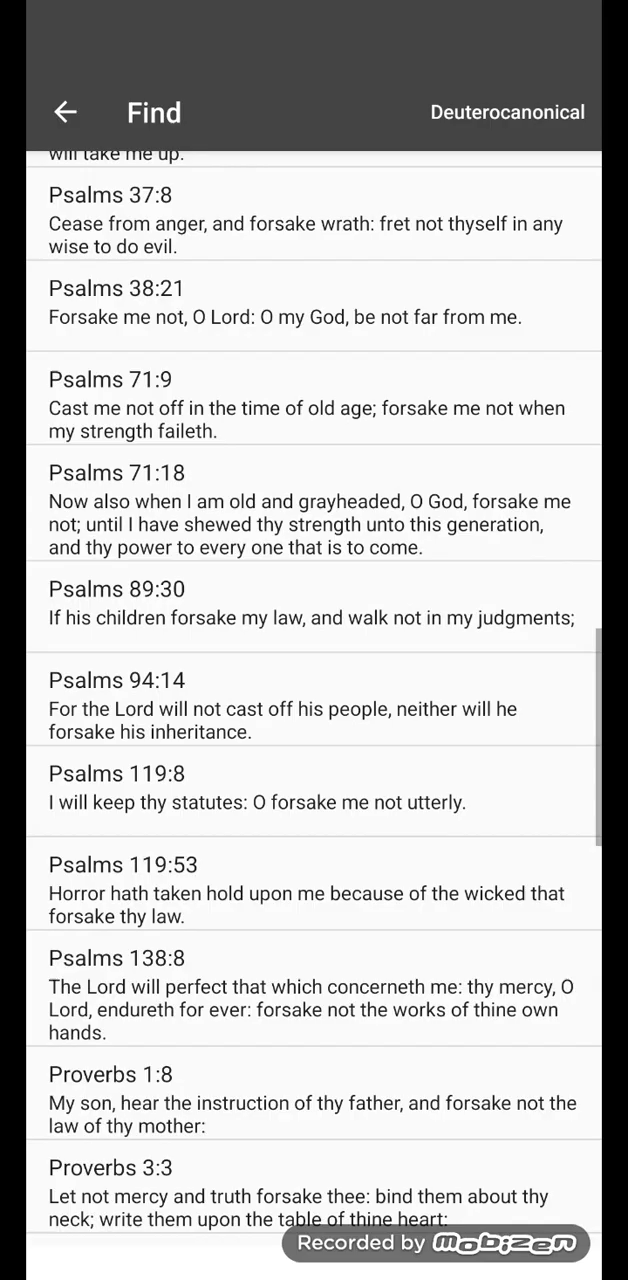 Find
Deuterocanonical
will take me up.
Psalms 37:8
Cease from anger, and forsake wrath: fret not thyself in any
wise to do evil.
Psalms 38:21
Forsake me not, O Lord: O my God, be not far from me.
Psalms 71:9
Cast me not off in the time of old age; forsake me not when
my strength faileth.
Psalms 71:18
Now also when I am old and grayheaded, O God, forsake me
not; until I have shewed thy strength unto this generation,
and thy power to every one that is to come.
Psalms 89:30
If his children forsake my law, and walk not in my judgments;
Psalms 94:14
For the Lord will not cast off his people, neither will he
forsake his inheritance.
Psalms 119:8
I will keep thy statutes: O forsake me not utterly.
Psalms 119:53
Horror hath taken hold upon me because of the wicked that
forsake thy law.
Psalms 138:8
The Lord will perfect that which concerneth me: thy mercy, O
Lord, endureth for ever: forsake not the works of thine own
hands.
Proverbs 1:8
My son, hear the instruction of thy father, and forsake not the
law of thy mother:
Proverbs 3:3
Let not mercy and truth forsake thee: bind them about thy
neck; write them upon the table of thine heart:
Recorded by mobizen